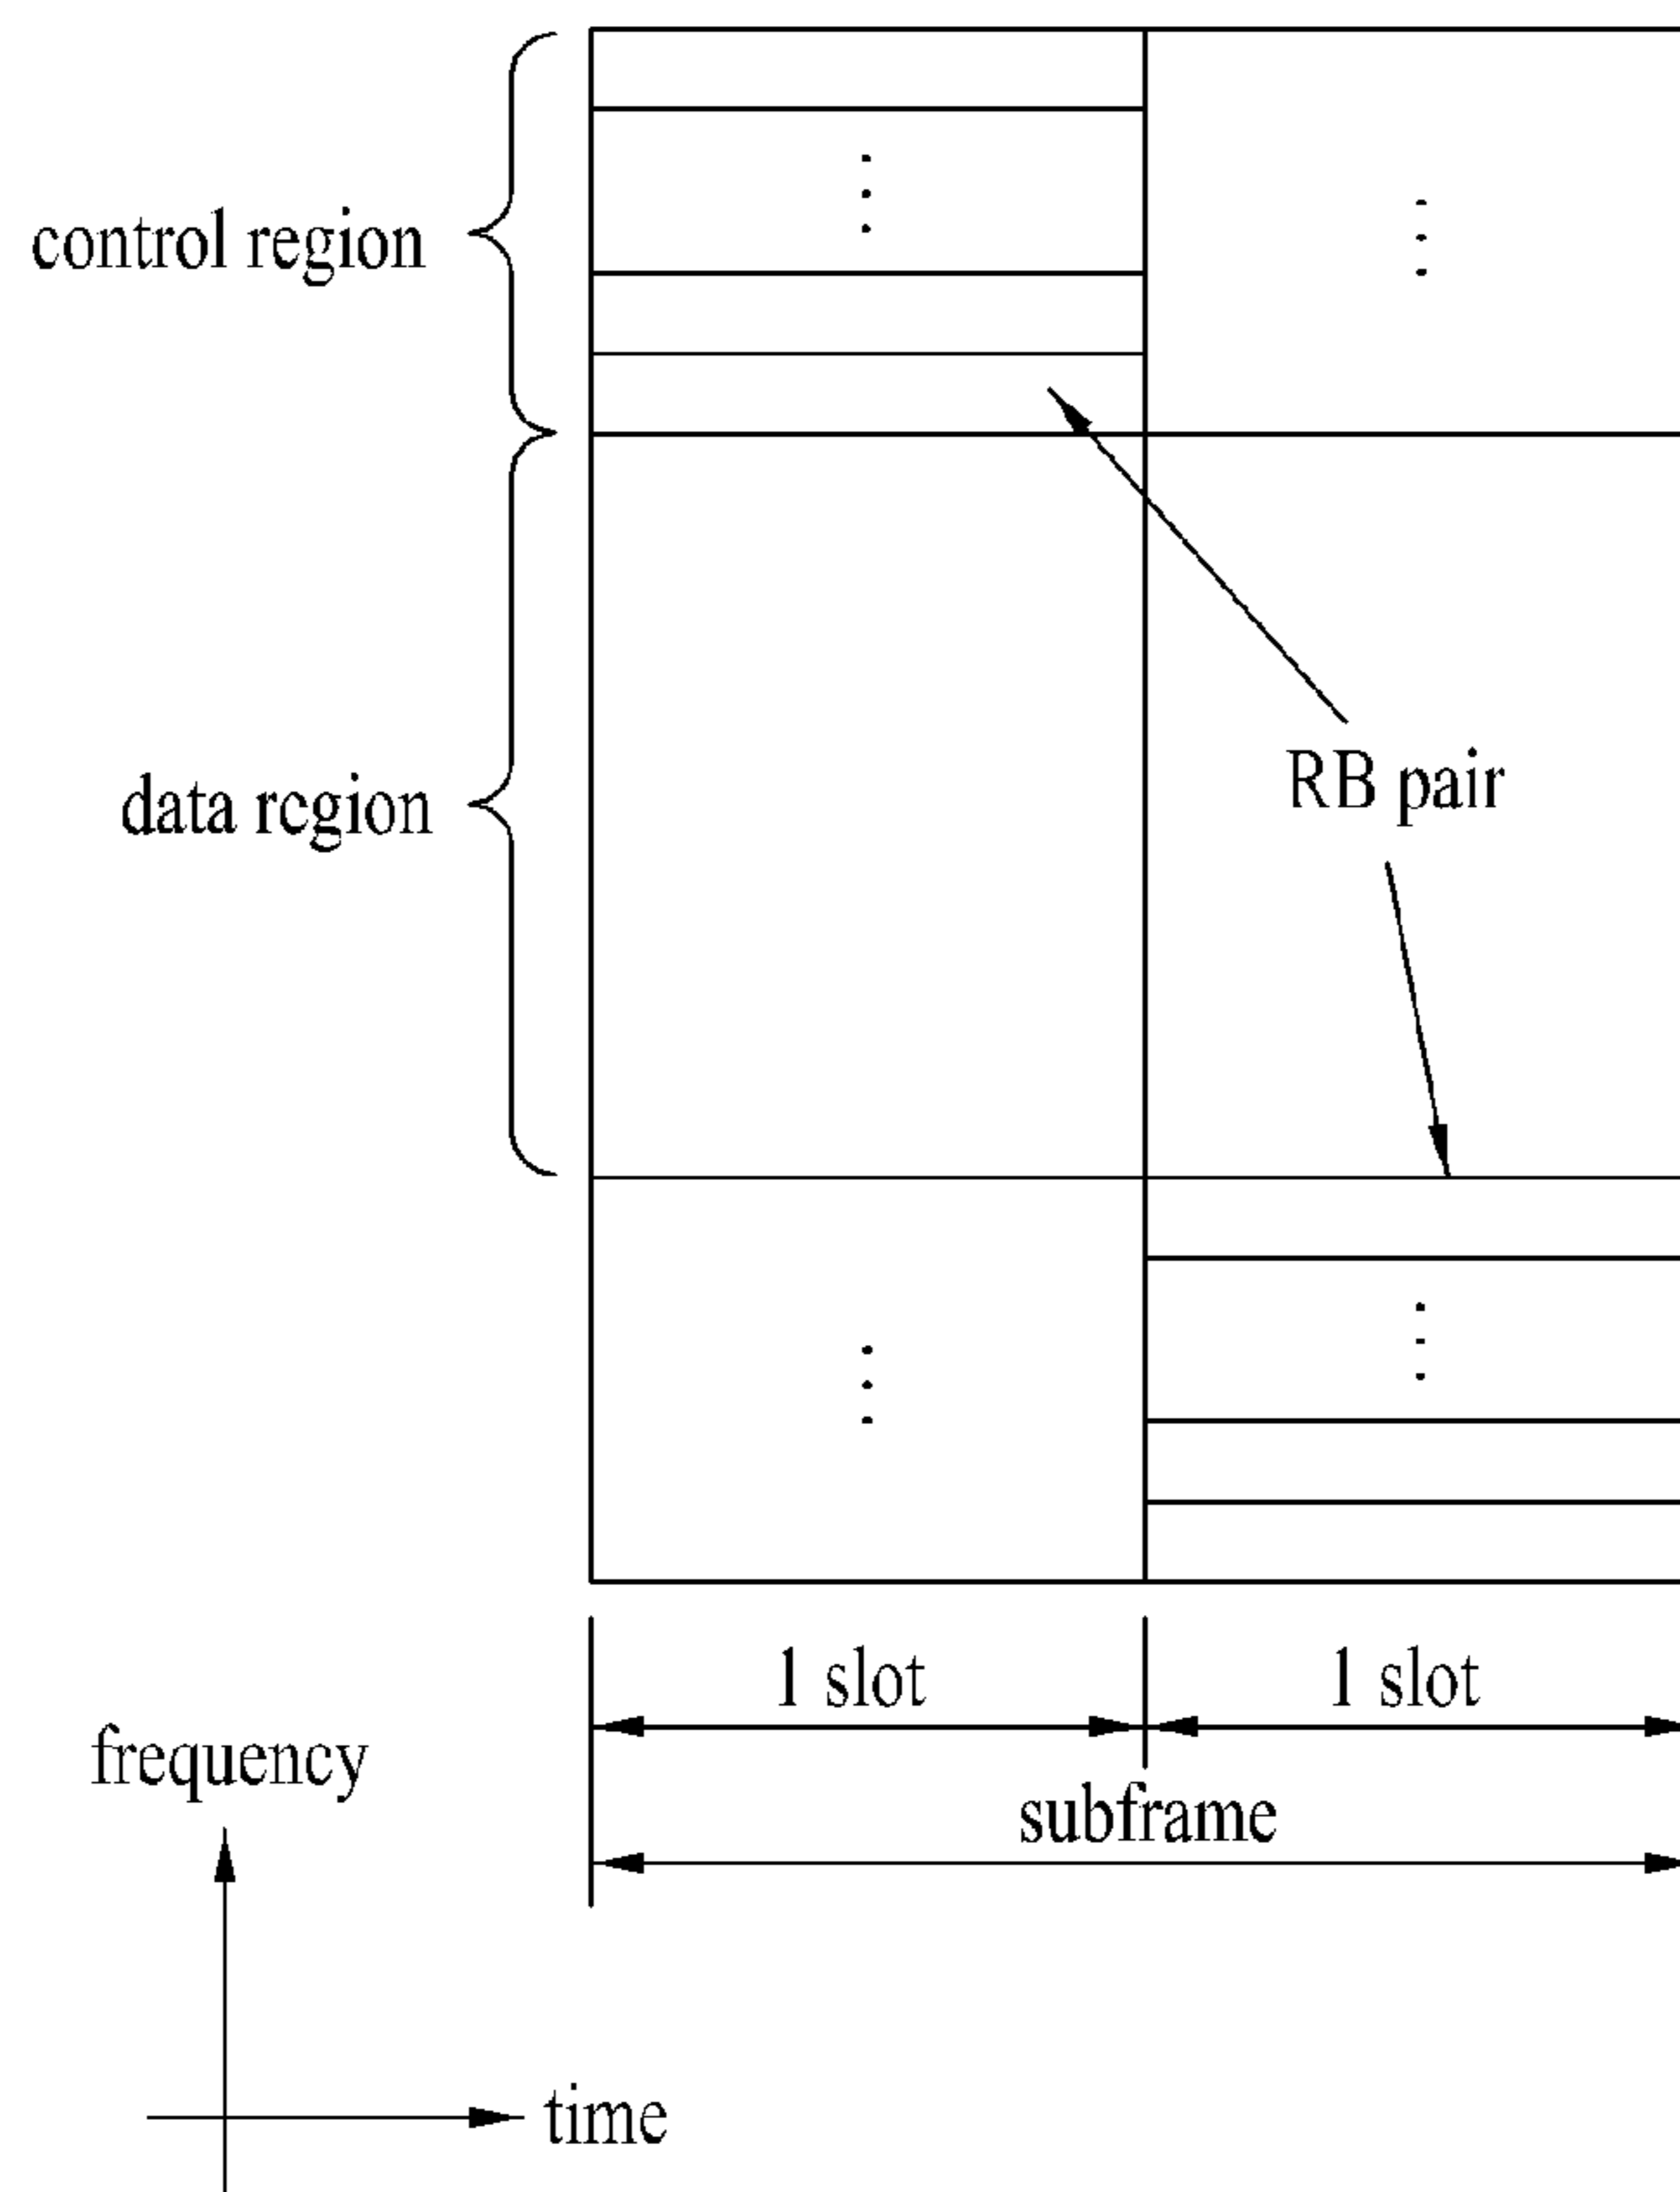 control region
data region
RB pair
1 slot
1 slot
subframe
frequency
time